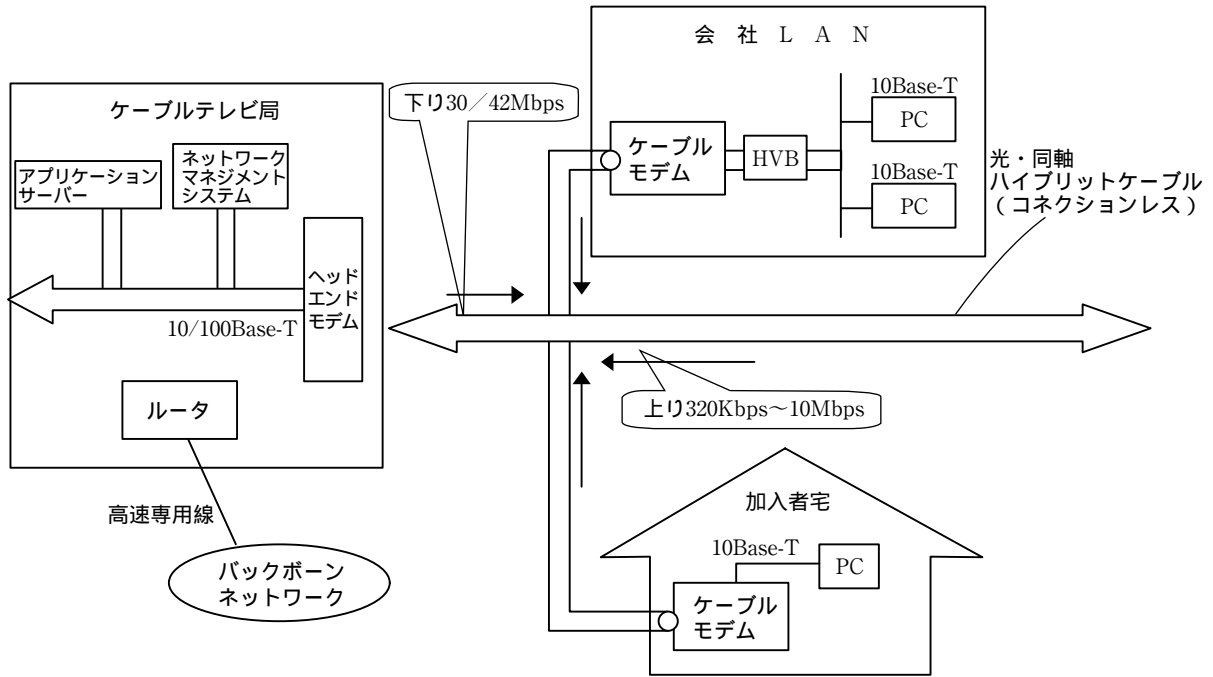 会 社 L A N
10Base-T
PC
ケーブル
モデム
HVB
10Base-T
PC
光・同軸
ハイブリットケーブル
(コネクションレス)
下り30/42Mbps
ケーブルテレビ局
アプリケーション
サーバー
ネットワーク
マネジメント
システム
ヘッド
エンド
モデム
10/100Base-T
ルータ
高速専用線
バックボーン
ネットワーク
上り320Kbps〜10Mbps
加入者宅
10Base-T
PC
ケーブル
モデム